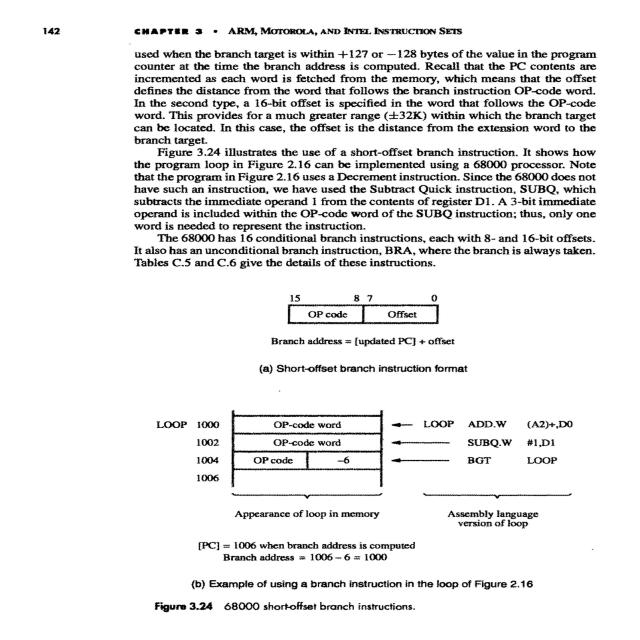 142 CHAPTER 3 • ARM, MOTOROLA, AND INTEL INSTRUCTION SETS
used when the branch target is within +127 or −128 bytes of the value in the program
counter at the time the branch address is computed. Recall that the PC contents are
incremented as each word is fetched from the memory, which means that the offset
defines the distance from the word that follows the branch instruction OP-code word.
In the second type, a 16-bit offset is specified in the word that follows the OP-code
word. This provides for a much greater range (±32K) within which the branch target
can be located. In this case, the offset is the distance from the extension word to the
branch target.
Figure 3.24 illustrates the use of a short-offset branch instruction. It shows how
the program loop in Figure 2.16 can be implemented using a 68000 processor. Note
that the program in Figure 2.16 uses a Decrement instruction. Since the 68000 does not
have such an instruction, we have used the Subtract Quick instruction, SUBQ, which
subtracts the immediate operand 1 from the contents of register D1. A 3-bit immediate
operand is included within the OP-code word of the SUBQ instruction; thus, only one
word is needed to represent the instruction.
The 68000 has 16 conditional branch instructions, each with 8- and 16-bit offsets.
It also has an unconditional branch instruction, BRA, where the branch is always taken.
Tables C.5 and C.6 give the details of these instructions.
15 8 7 0
OP code Offset
Branch address = [updated PC] + offset
(a) Short-offset branch instruction format
LOOP 1000 OP-code word LOOP ADD.W (A2)+,D0
1002 OP-code word SUBQ.W #1,D1
1004 OP code −6 BGT LOOP
1006
Appearance of loop in memory Assembly language
version of loop
[PC] = 1006 when branch address is computed
Branch address = 1006 − 6 = 1000
(b) Example of using a branch instruction in the loop of Figure 2.16
Figure 3.24 68000 short-offset branch instructions.